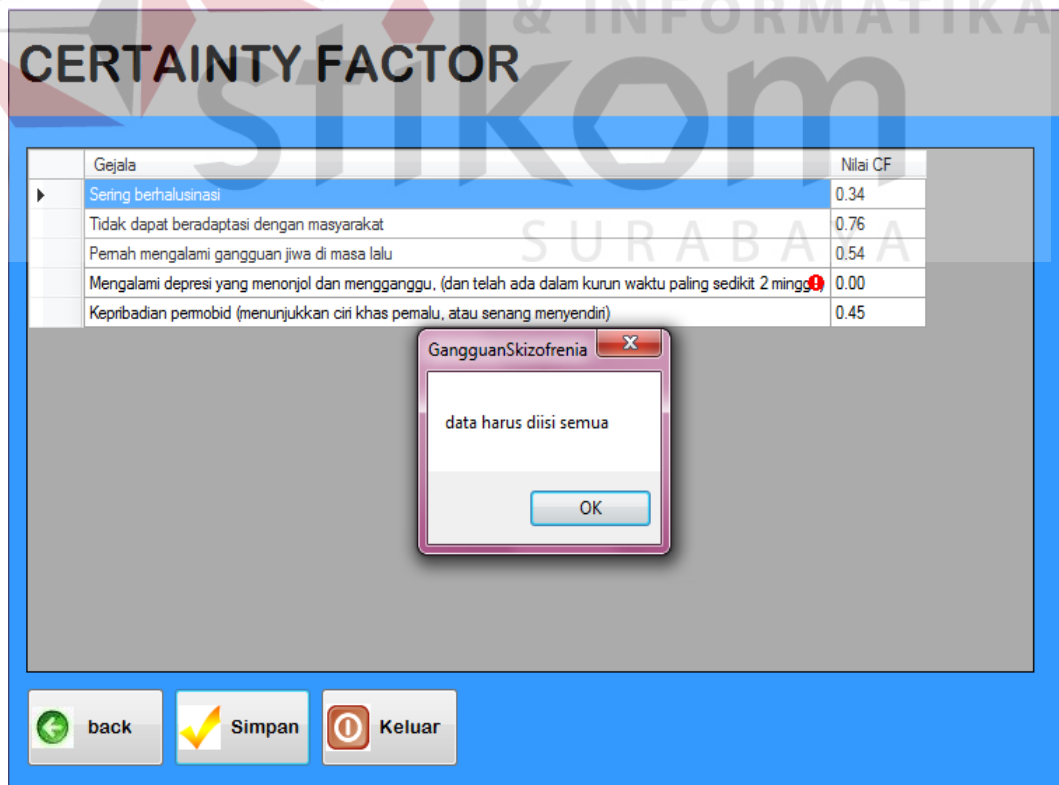 & INFORMATIKA
CERTAINTY FACTOR
stikom
SURABAYA
Gejala Nilai CF
Sering berhalusinasi 0.34
Tidak dapat beradaptasi dengan masyarakat 0.76
Pernah mengalami gangguan jiwa di masa lalu 0.54
Mengalami depresi yang menonjol dan mengganggu, (dan telah ada dalam kurun waktu paling sedikit 2 minggu) 0.00
Kepribadian permobid (menunjukkan ciri khas pemalu, atau senang menyendiri) 0.45
GangguanSkizofrenia
data harus diisi semua
OK
back Simpan Keluar